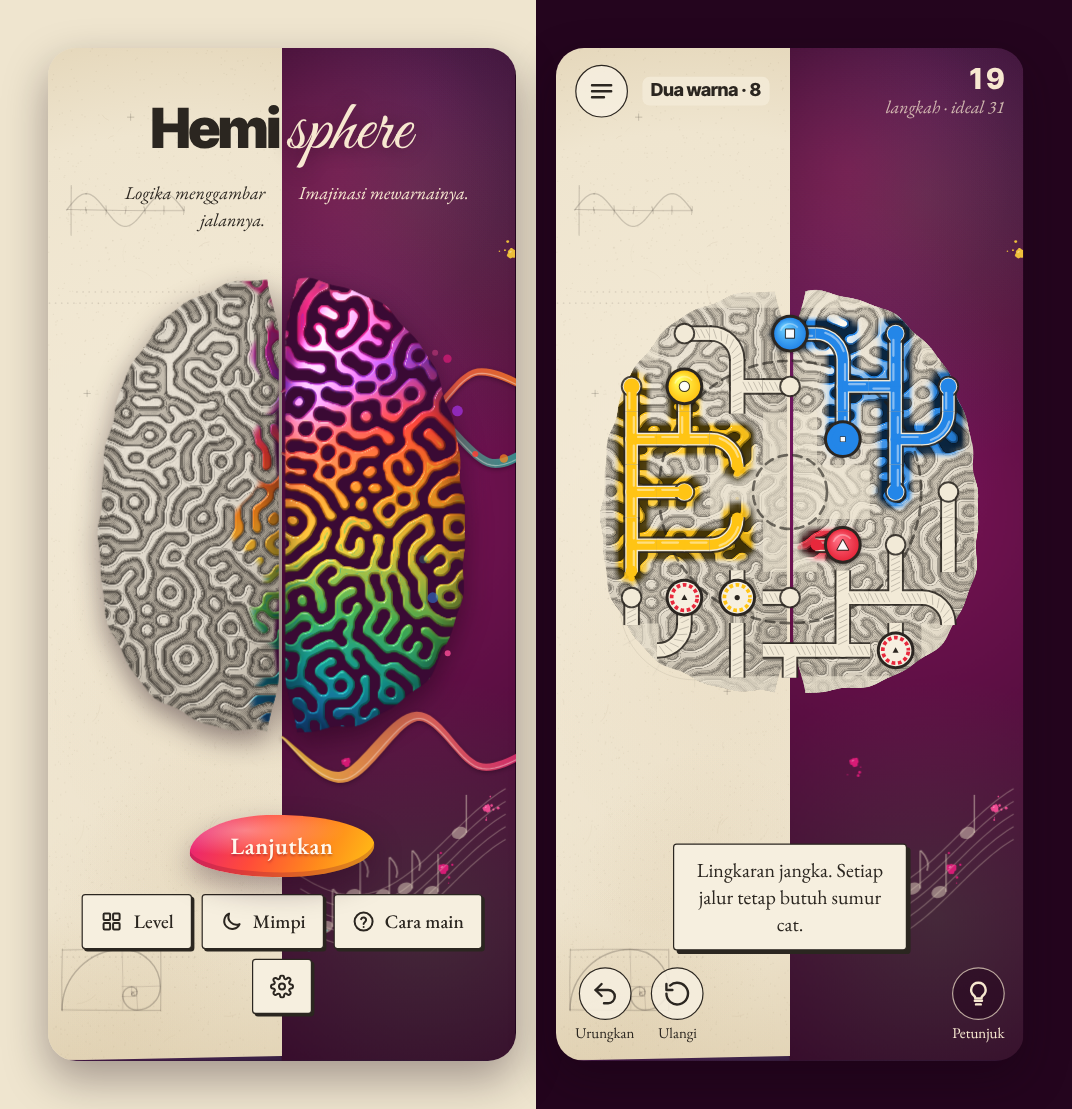 Hemisphere
Logika menggambar
jalannya.
Imajinasi mewarnainya.
Lanjutkan
Level
Mimpi
Cara main
Dua warna · 8
19
langkah · ideal 31
Lingkaran jangka. Setiap
jalur tetap butuh sumur
cat.
Urungkan
Ulangi
Petunjuk